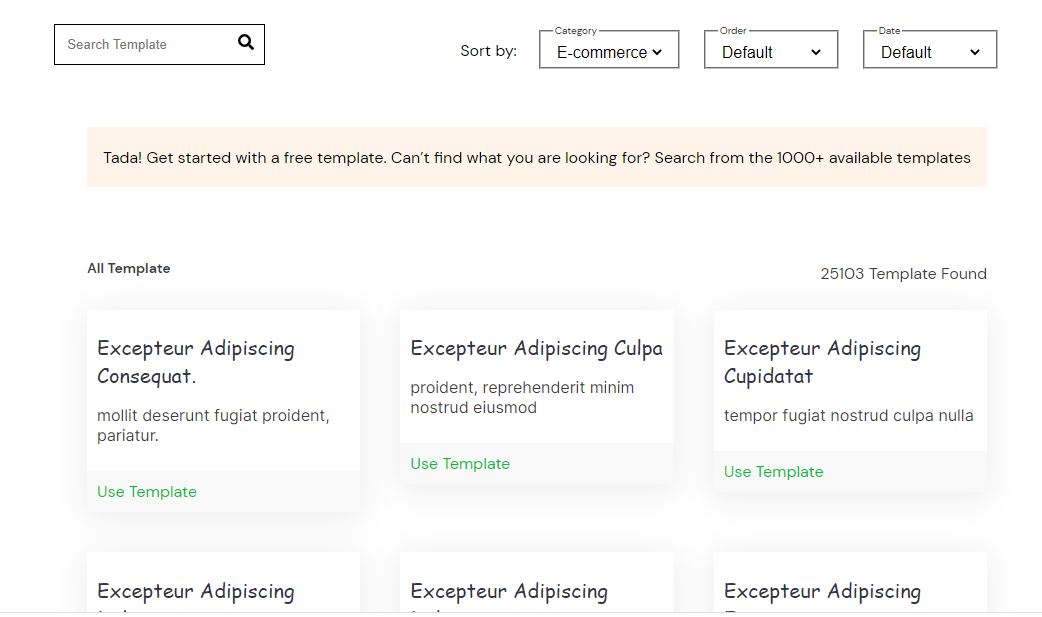 Search Template
Sort by:
Category
E-commerce
Order
Default
Date
Default
Tada! Get started with a free template. Can’t find what you are looking for? Search from the 1000+ available templates
All Template
25103 Template Found
Excepteur Adipiscing
Consequat.
mollit deserunt fugiat proident,
pariatur.
Use Template
Excepteur Adipiscing Culpa
proident, reprehenderit minim
nostrud eiusmod
Use Template
Excepteur Adipiscing
Cupidatat
tempor fugiat nostrud culpa nulla
Use Template
Excepteur Adipiscing
Excepteur Adipiscing
Excepteur Adipiscing